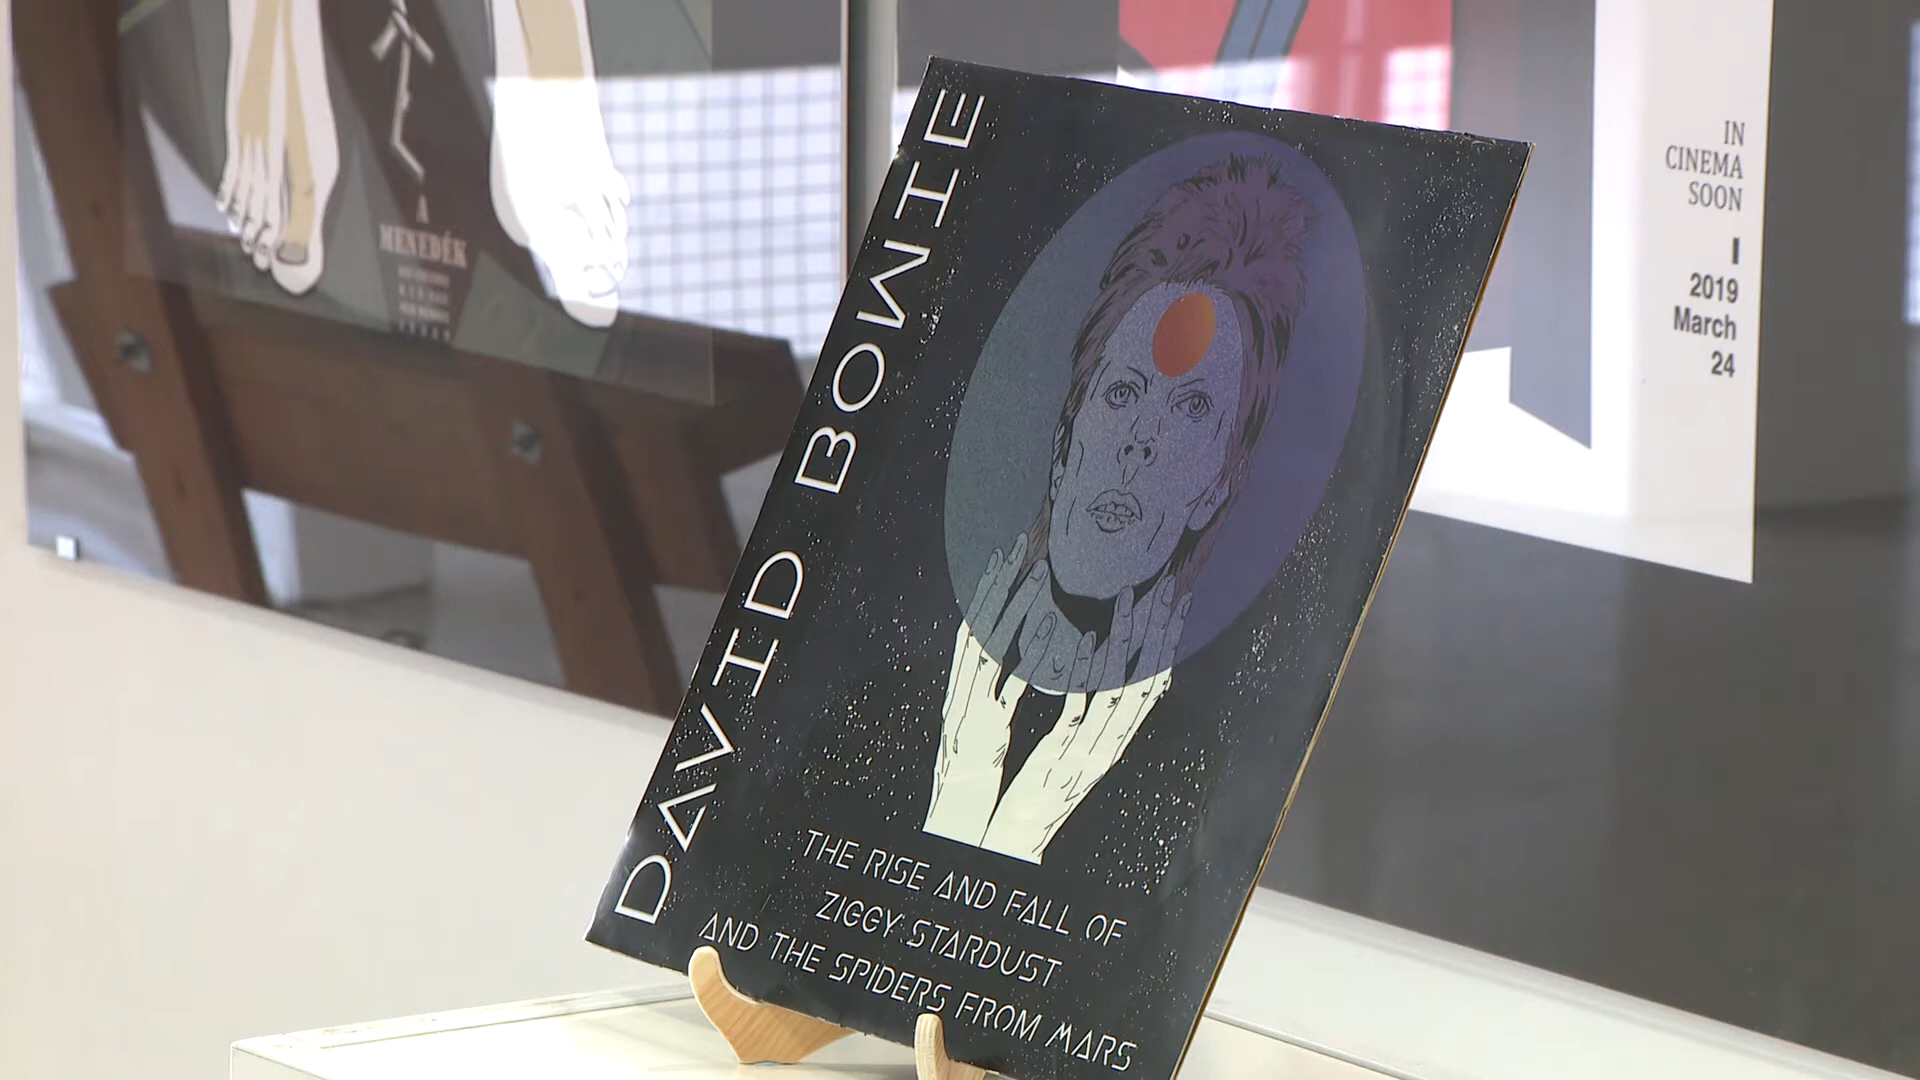 A
MENEDÉK
IN
CINEMA
SOON
2019
March
24
DAVID BOWIE
THE RISE AND FALL OF
ZIGGY STARDUST
AND THE SPIDERS FROM MARS